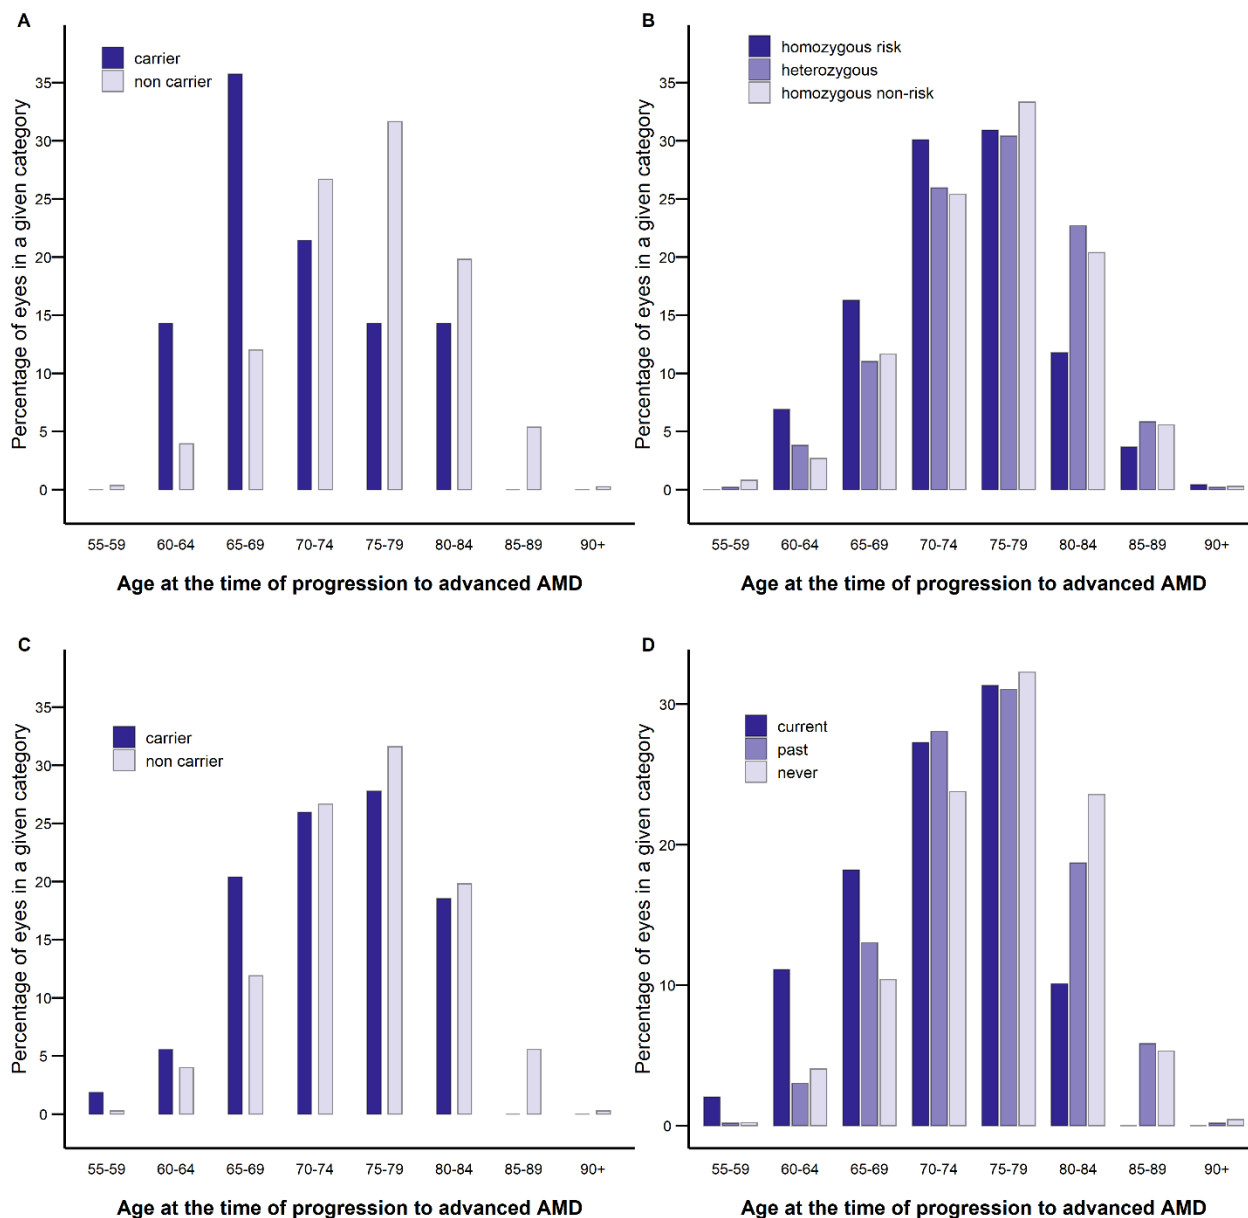 A
carrier
non carrier
Percentage of eyes in a given category
35
30
25
20
15
10
5
0
55-59 60-64 65-69 70-74 75-79 80-84 85-89 90+
Age at the time of progression to advanced AMD
B
homozygous risk
heterozygous
homozygous non-risk
Percentage of eyes in a given category
35
30
25
20
15
10
5
0
55-59 60-64 65-69 70-74 75-79 80-84 85-89 90+
Age at the time of progression to advanced AMD
C
carrier
non carrier
Percentage of eyes in a given category
35
30
25
20
15
10
5
0
55-59 60-64 65-69 70-74 75-79 80-84 85-89 90+
Age at the time of progression to advanced AMD
D
current
past
never
Percentage of eyes in a given category
30
20
10
0
55-59 60-64 65-69 70-74 75-79 80-84 85-89 90+
Age at the time of progression to advanced AMD